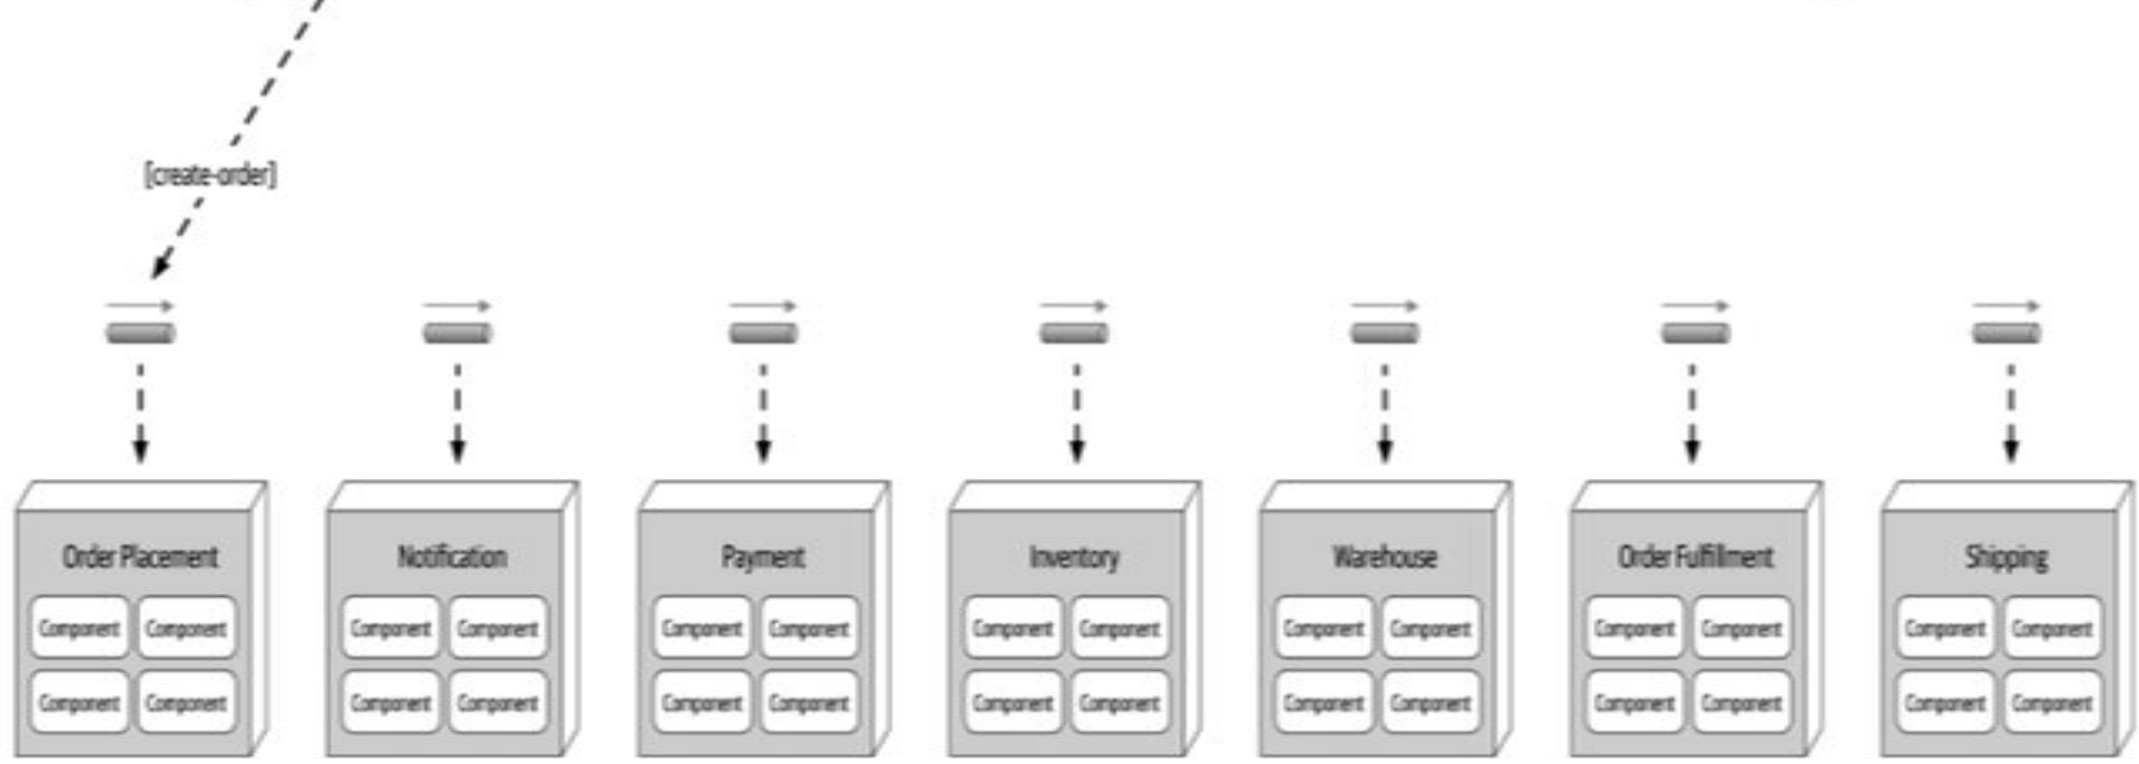 [create-order]
Order Placement
Notification
Payment
Inventory
Warehouse
Order Fulfillment
Shipping
Component Component Component Component Component Component Component Component Component Component Component Component Component Component
Component Component Component Component Component Component Component Component Component Component Component Component Component Component